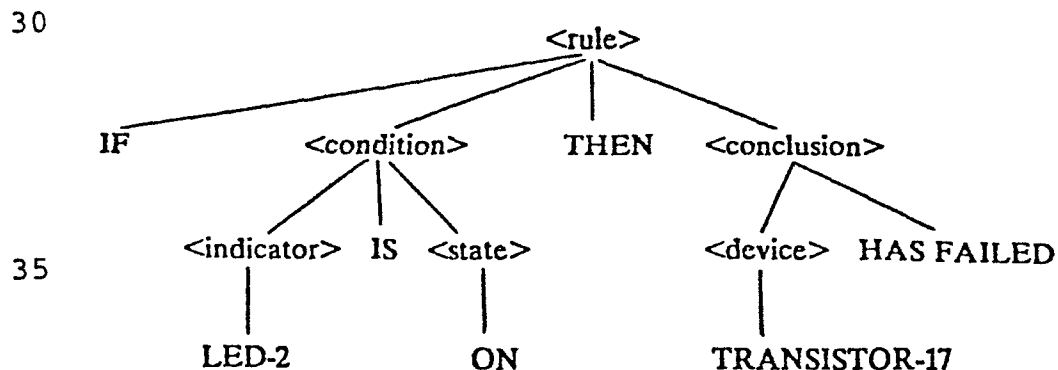 30
<rule>
IF <condition> THEN <conclusion>
<indicator> IS <state> <device> HAS FAILED
35
LED-2 ON TRANSISTOR-17